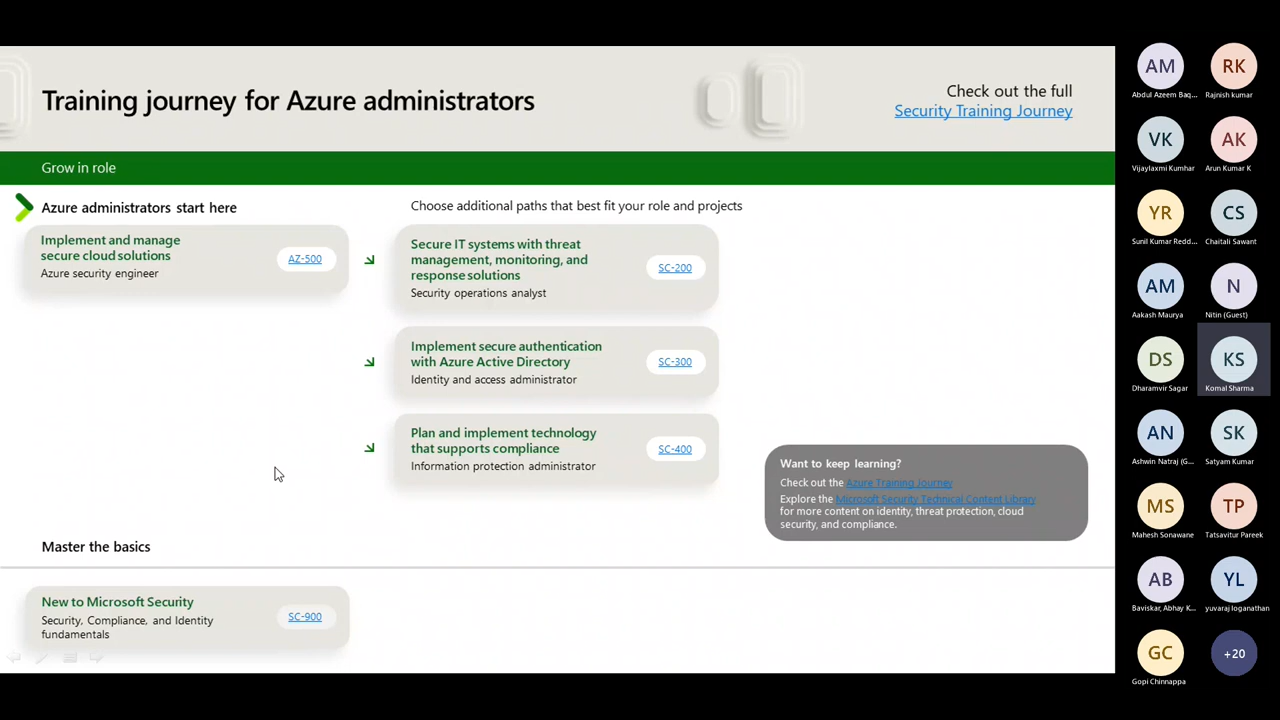 Training journey for Azure administrators
Check out the full
Security Training Journey
Grow in role
Azure administrators start here
Choose additional paths that best fit your role and projects
Implement and manage
secure cloud solutions
Azure security engineer
AZ-500
Secure IT systems with threat
management, monitoring, and
response solutions
Security operations analyst
SC-200
Implement secure authentication
with Azure Active Directory
Identity and access administrator
SC-300
Plan and implement technology
that supports compliance
Information protection administrator
SC-400
Want to keep learning?
Check out the Azure Training Journey
Explore the Microsoft Security Technical Content Library
for more content on identity, threat protection, cloud
security, and compliance.
Master the basics
New to Microsoft Security
Security, Compliance, and Identity
fundamentals
SC-900
AM
Abdul Azeem Baq...
RK
Rajnish kumar
VK
Vijaylaxmi Kumhar
AK
Arun Kumar K
YR
Sunil Kumar Redd...
CS
Chaitali Sawant
AM
Aakash Maurya
N
Nitin (Guest)
DS
Dharamvir Sagar
KS
Komal Sharma
AN
Ashwin Natraj (G...
SK
Satyam Kumar
MS
Mahesh Sonawane
TP
Tatsavitur Pareek
AB
Baviskar, Abhay K...
YL
yuvaraj loganathan
GC
Gopi Chinnappa
+20